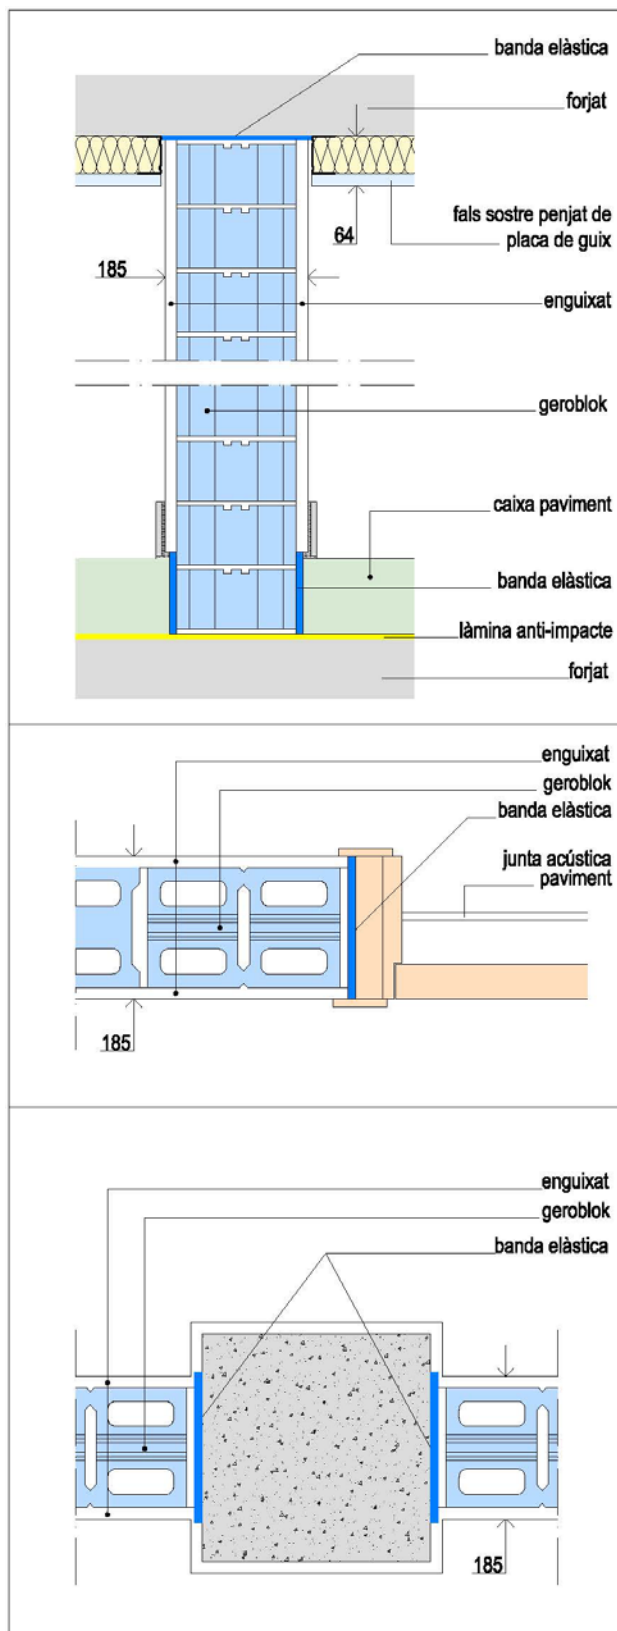 banda elàstica
forjat
fals sostre penjat de
placa de guix
64
185
enguixat
geroblok
caixa paviment
banda elàstica
làmina anti-impacte
forjat
enguixat
geroblok
banda elàstica
junta acústica
paviment
185
enguixat
geroblok
banda elàstica
185